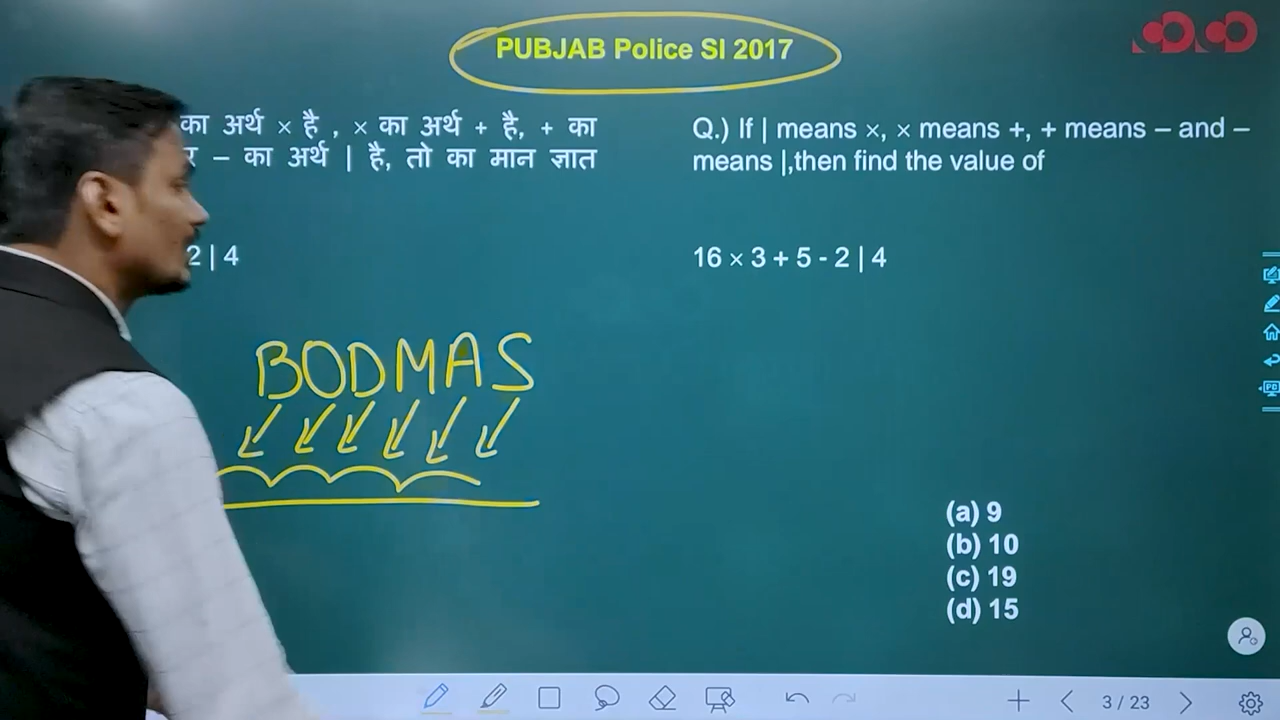 PUBJAB Police SI 2017
का अर्थ × है , × का अर्थ + है, + का
– का अर्थ | है, तो का मान ज्ञात
2 | 4
Q.) If | means ×, × means +, + means – and –
means |,then find the value of
16 × 3 + 5 - 2 | 4
BODMAS
(a) 9
(b) 10
(c) 19
(d) 15
3 / 23